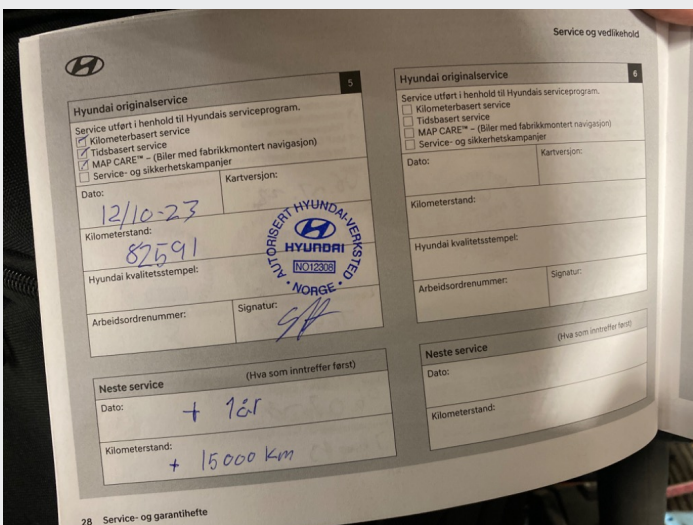 Service og vedlikehold
Hyundai originalservice 5
Service utført i henhold til Hyundais serviceprogram.
Kilometerbasert service
Tidsbasert service
MAP CARE™ – (Biler med fabrikkmontert navigasjon)
Service- og sikkerhetskampanjer
Dato:
12/10-23
Kartversjon:
Kilometerstand:
82591
Hyundai kvalitetsstempel:
AUTORISERT HYUNDAI-VERKSTED
HYUNDAI
NO12308
• NORGE •
Arbeidsordrenummer:
Signatur:
Neste service (Hva som inntreffer først)
Dato:
+ 1år
Kilometerstand:
+ 15000 km
Hyundai originalservice 6
Service utført i henhold til Hyundais serviceprogram.
Kilometerbasert service
Tidsbasert service
MAP CARE™ – (Biler med fabrikkmontert navigasjon)
Service- og sikkerhetskampanjer
Dato:
Kartversjon:
Kilometerstand:
Hyundai kvalitetsstempel:
Arbeidsordrenummer:
Signatur:
Neste service (Hva som inntreffer først)
Dato:
Kilometerstand:
28 Service- og garantihefte